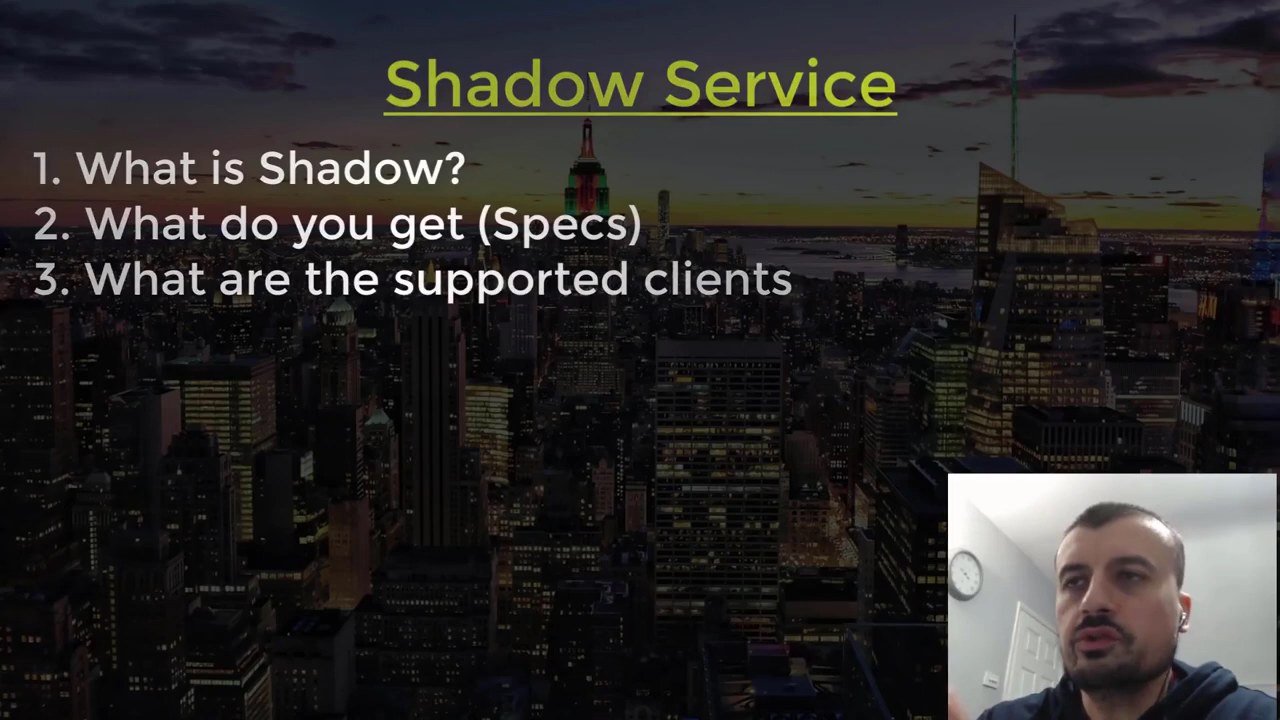 Shadow Service
1. What is Shadow?
2. What do you get (Specs)
3. What are the supported clients